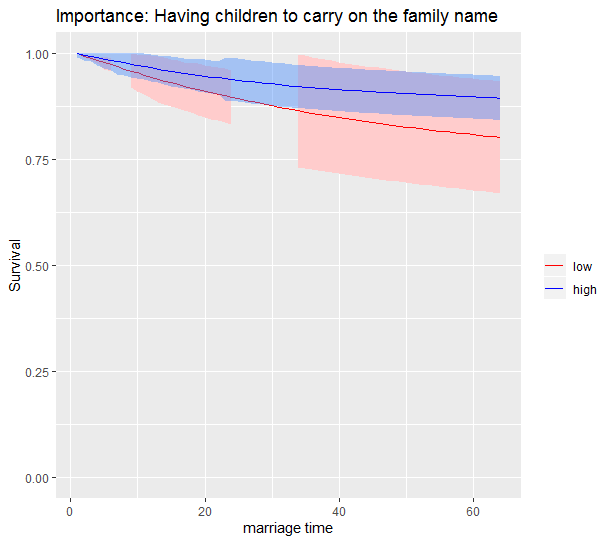 Importance: Having children to carry on the family name
1.00
0.75
0.50
0.25
0.00
Survival
0
20
40
60
marriage time
low
high